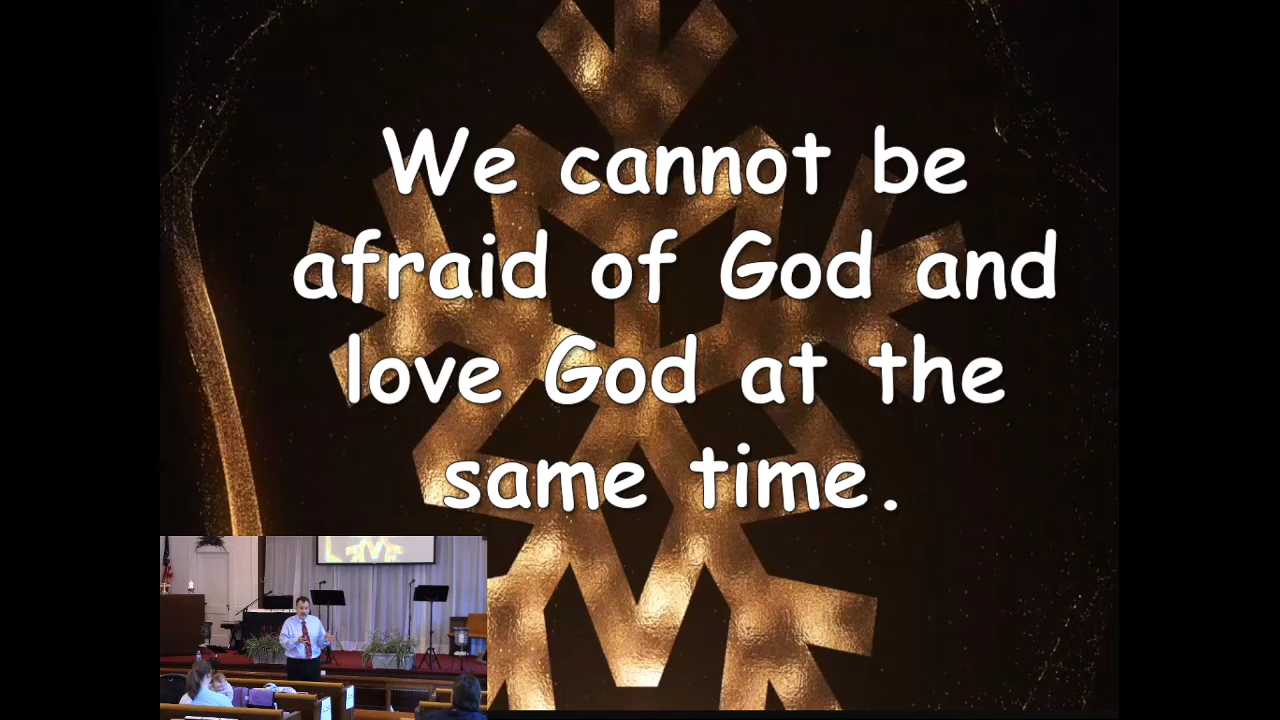 We cannot be
afraid of God and
love God at the
same time.